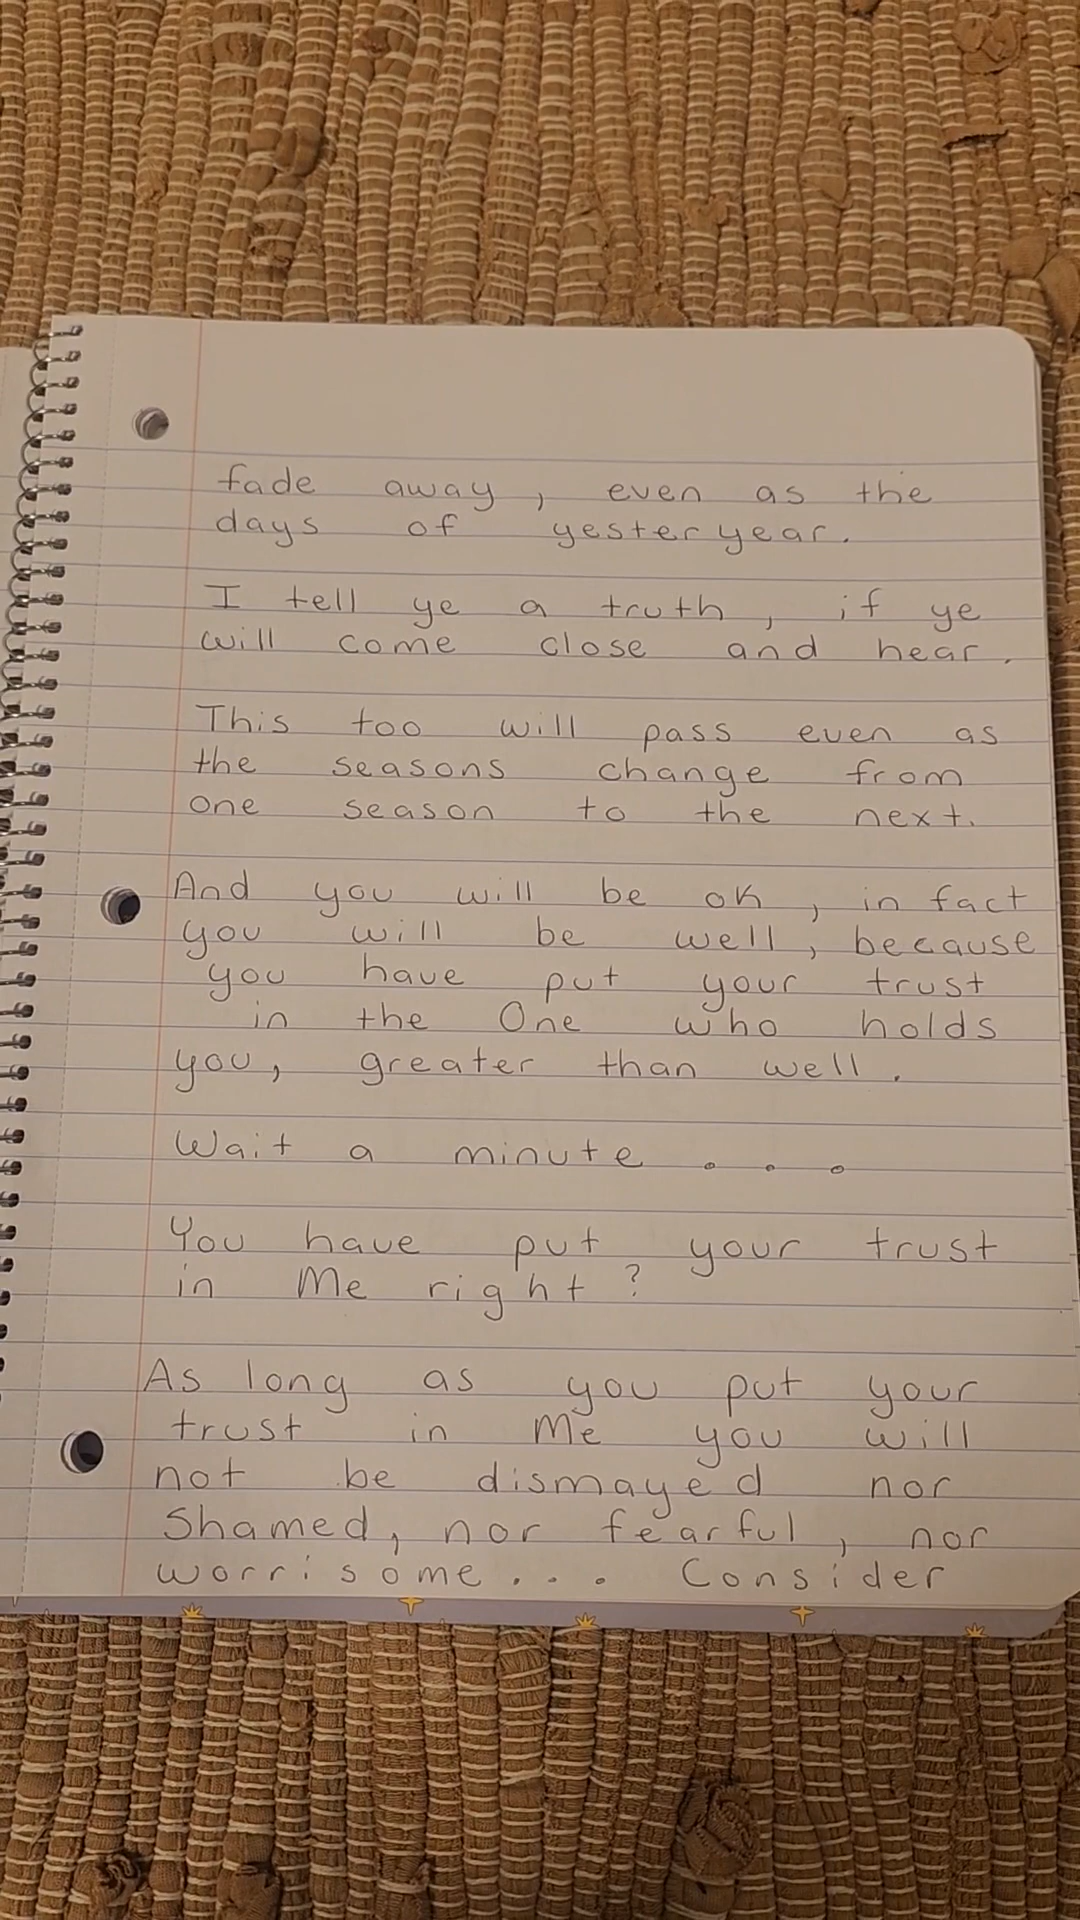 fade away, even as the
days of yesteryear.
I tell ye a truth, if ye
will come close and hear.
This too will pass even as
the seasons change from
one season to the next.
And you will be ok, in fact
you will be well, because
you have put your trust
in the One who holds
you, greater than well.
Wait a minute...
You have put your trust
in Me right?
As long as you put your
trust in Me you will
not be dismayed nor
Shamed, nor fearful, nor
worrisome... Consider